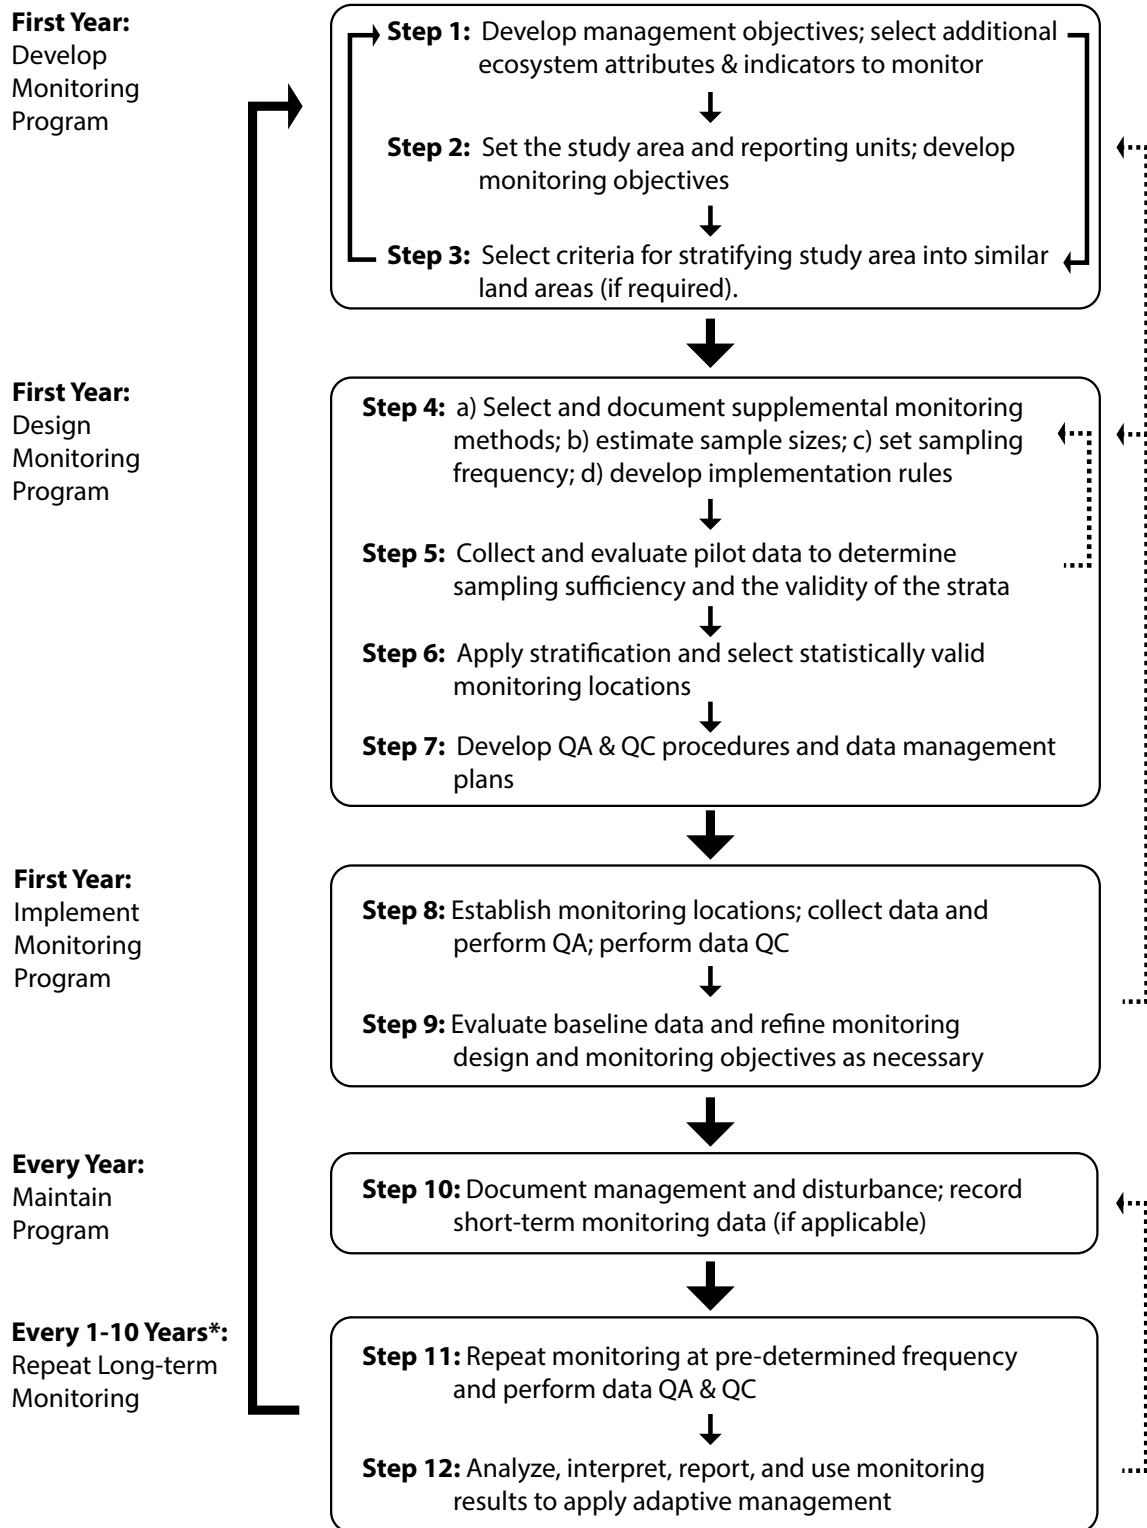 First Year:
Develop
Monitoring
Program
Step 1: Develop management objectives; select additional
ecosystem attributes & indicators to monitor
Step 2: Set the study area and reporting units; develop
monitoring objectives
Step 3: Select criteria for stratifying study area into similar
land areas (if required).
First Year:
Design
Monitoring
Program
Step 4: a) Select and document supplemental monitoring
methods; b) estimate sample sizes; c) set sampling
frequency; d) develop implementation rules
Step 5: Collect and evaluate pilot data to determine
sampling sufficiency and the validity of the strata
Step 6: Apply stratification and select statistically valid
monitoring locations
Step 7: Develop QA & QC procedures and data management
plans
First Year:
Implement
Monitoring
Program
Step 8: Establish monitoring locations; collect data and
perform QA; perform data QC
Step 9: Evaluate baseline data and refine monitoring
design and monitoring objectives as necessary
Every Year:
Maintain
Program
Step 10: Document management and disturbance; record
short-term monitoring data (if applicable)
Every 1-10 Years*:
Repeat Long-term
Monitoring
Step 11: Repeat monitoring at pre-determined frequency
and perform data QA & QC
Step 12: Analyze, interpret, report, and use monitoring
results to apply adaptive management